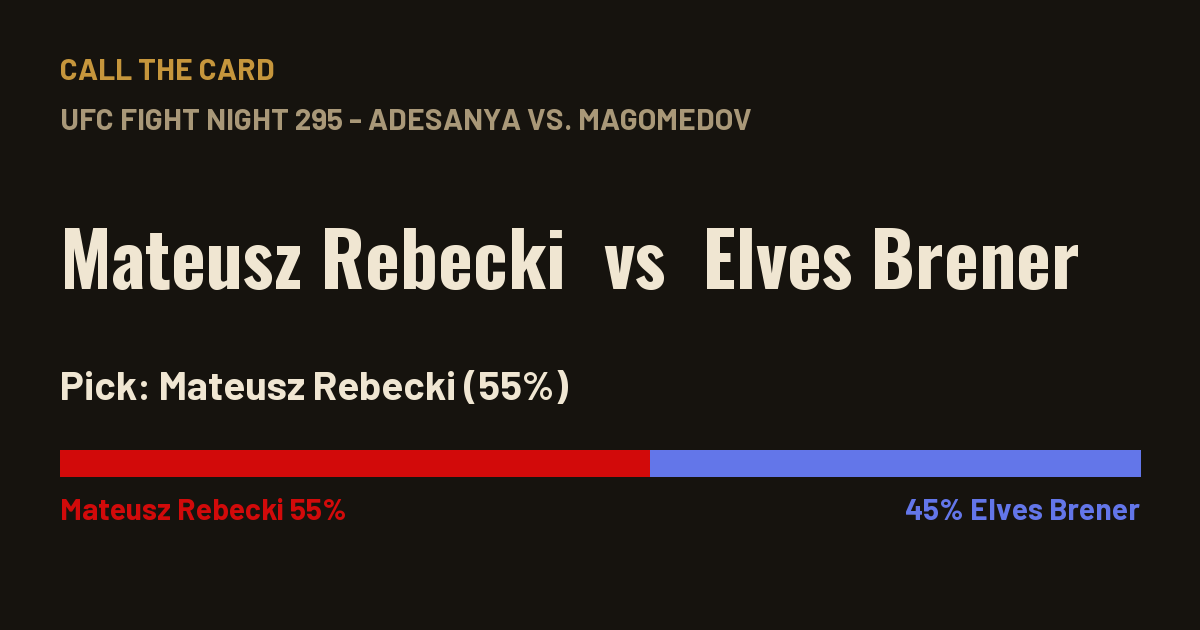 CALL THE CARD
UFC FIGHT NIGHT 295 - ADESANYA VS. MAGOMEDOV
Mateusz Rebecki vs Elves Brener
Pick: Mateusz Rebecki (55%)
Mateusz Rebecki 55% 45% Elves Brener